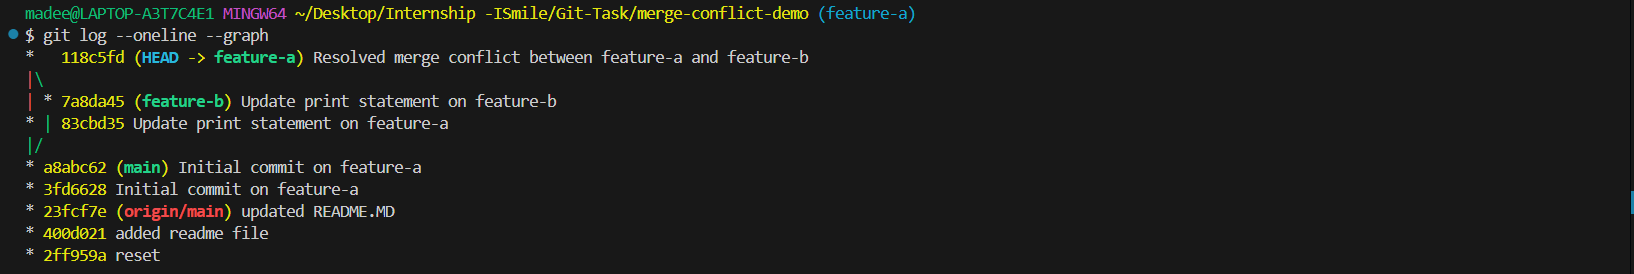 madee@LAPTOP-A3T7C4E1 MINGW64 ~/Desktop/Internship -ISmile/Git-Task/merge-conflict-demo (feature-a)
$ git log --oneline --graph
*   118c5fd (HEAD -> feature-a) Resolved merge conflict between feature-a and feature-b
|\
| * 7a8da45 (feature-b) Update print statement on feature-b
* | 83cbd35 Update print statement on feature-a
|/
* a8abc62 (main) Initial commit on feature-a
* 3fd6628 Initial commit on feature-a
* 23fcf7e (origin/main) updated README.MD
* 400d021 added readme file
* 2ff959a reset